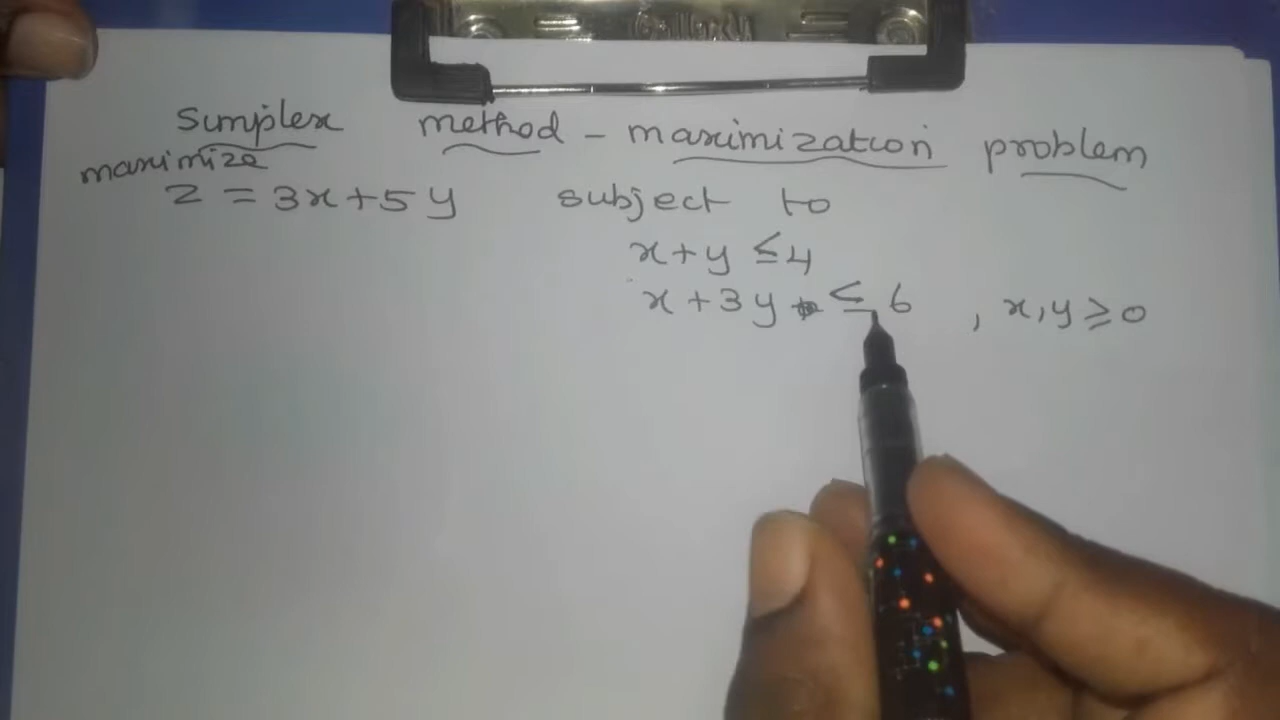 Simplex method - maximization problem
maximize
Z = 3x+5y subject to
x+y ≤4
x+3y ≤ 6 , x,y ≥ 0